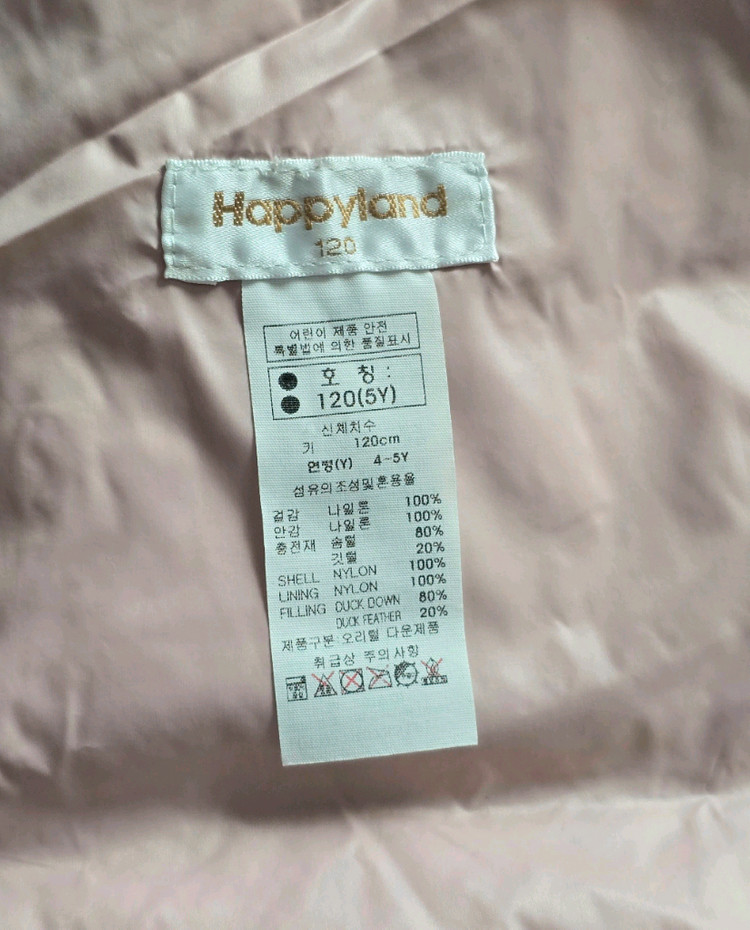 Happyland
120
어린이 제품 안전
특별법에 의한 품질표시
호 칭 :
120(5Y)
신체치수
키 120cm
연령(Y) 4-5Y
섬유의조성및혼용율
겉감 나일론 100%
안감 나일론 100%
충전재 솜털 80%
깃털 20%
SHELL NYLON 100%
LINING NYLON 100%
FILLING DUCK DOWN 80%
DUCK FEATHER 20%
제품구분 오리털 다운제품
취급상 주의사항